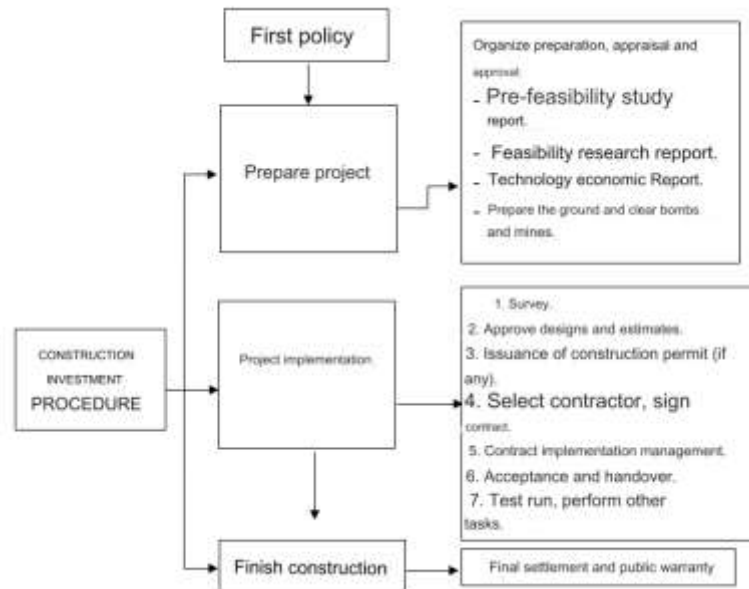 First policy
Organize preparation, appraisal and
approval:
- Pre-feasibility study
report.
- Feasibility research repport.
- Technology economic Report.
- Prepare the ground and clear bombs
and mines.
Prepare project
1. Survey.
2. Approve designs and estimates.
3. Issuance of construction permit (if
any).
4. Select contractor, sign
contract.
5. Contract implementation management.
6. Acceptance and handover.
7. Test run, perform other
tasks.
Project implementation
CONSTRUCTION
INVESTMENT
PROCEDURE
Finish construction
Final settlement and public warranty